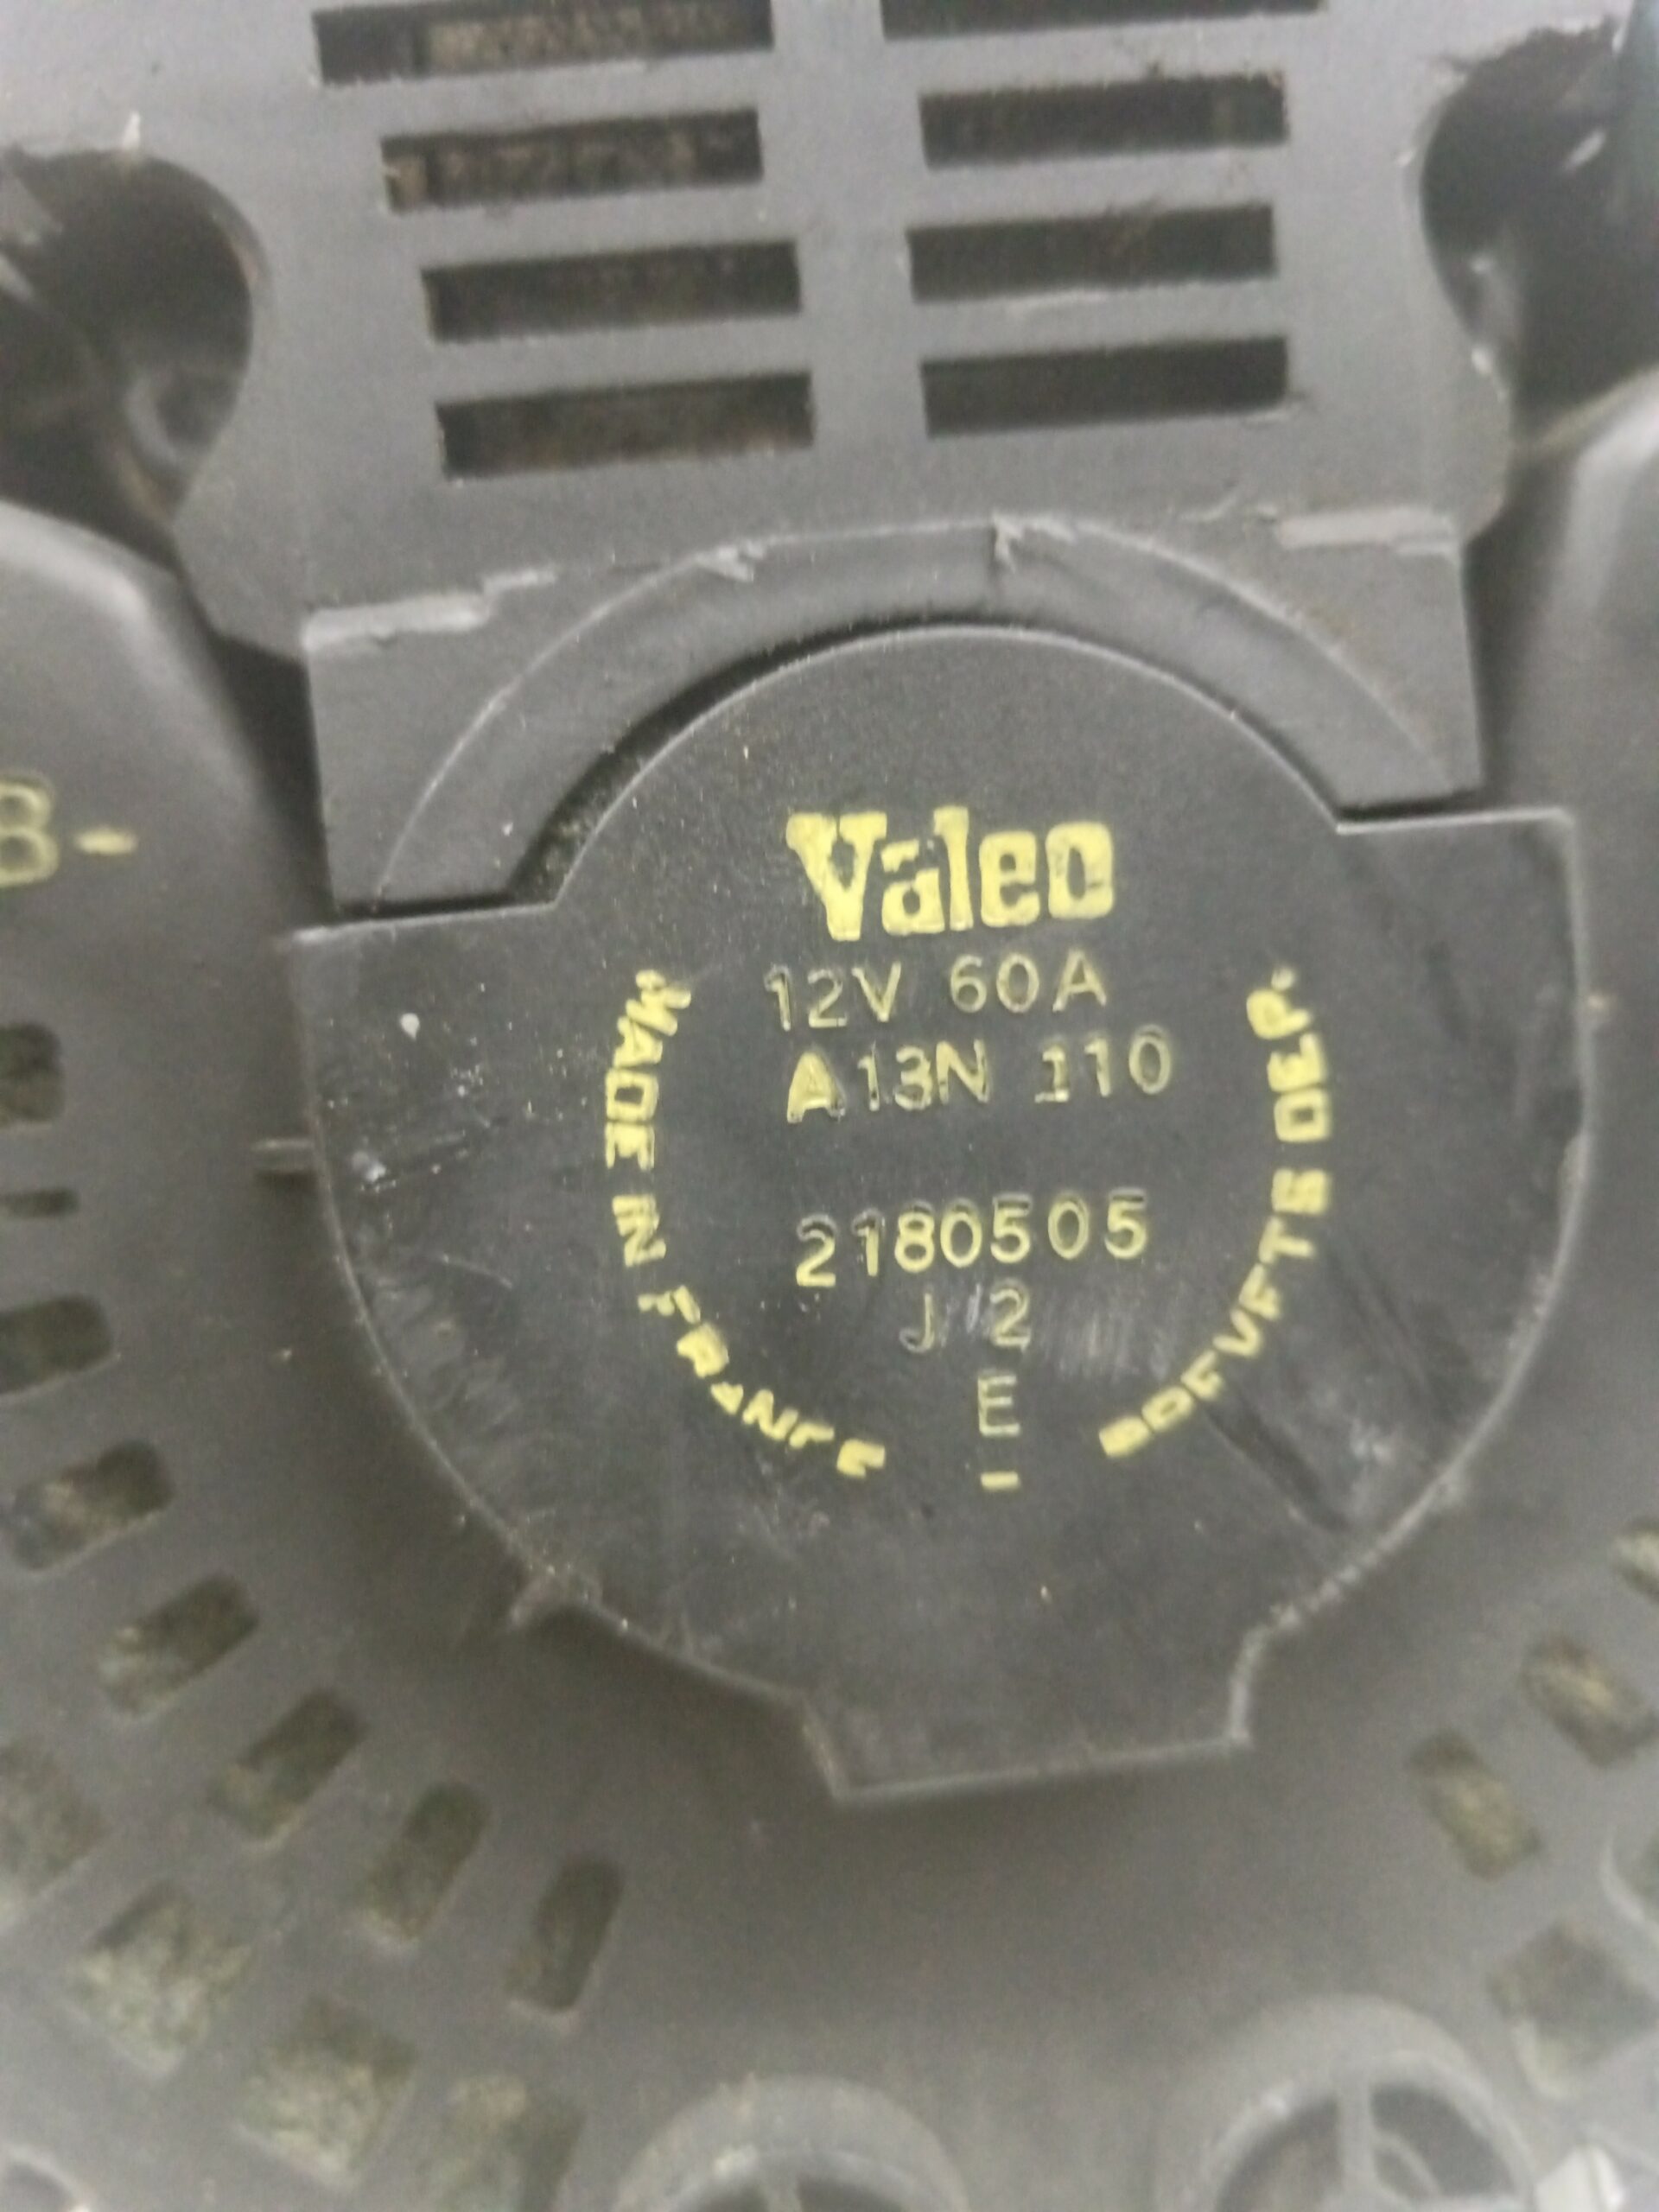 B-
Valeo
12V 60A
A13N 110
2180505
J 2
E
MADE IN FRANCE
BREVETS DEP.